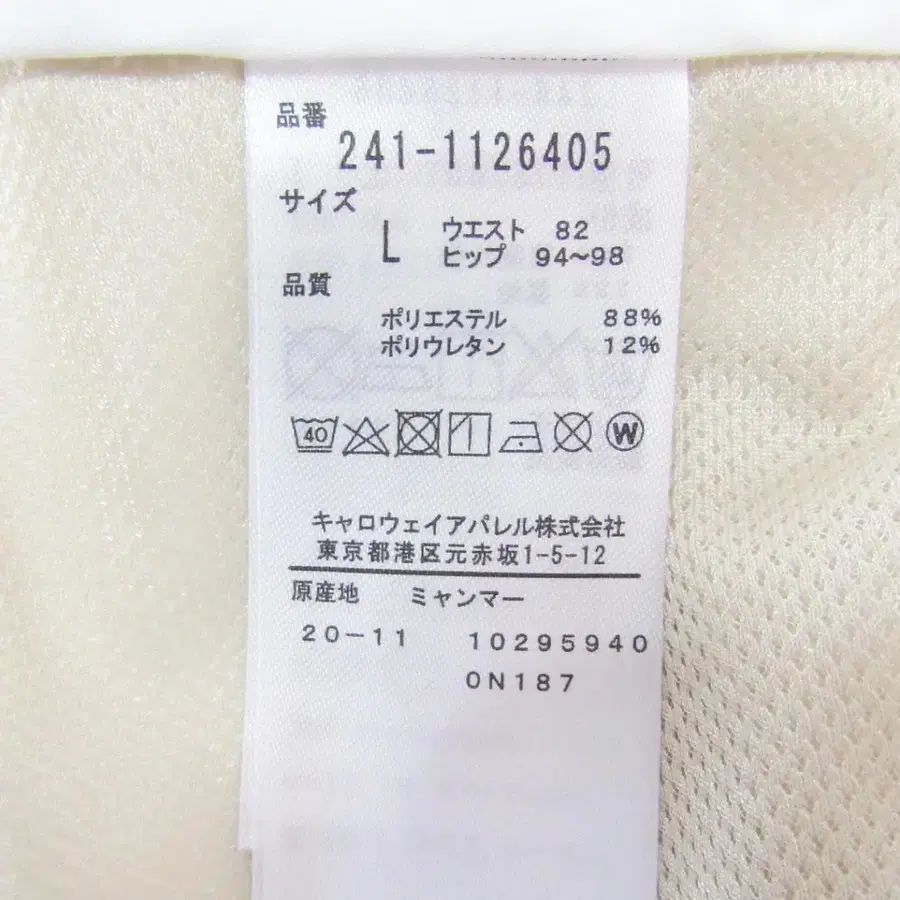 品番
241-1126405
サイズ
L ウエスト 82
ヒップ 94~98
品質
ポリエステル 88%
ポリウレタン 12%
40 W
キャロウェイアパレル株式会社
東京都港区元赤坂1-5-12
原産地 ミャンマー
20-11 10295940
0N187